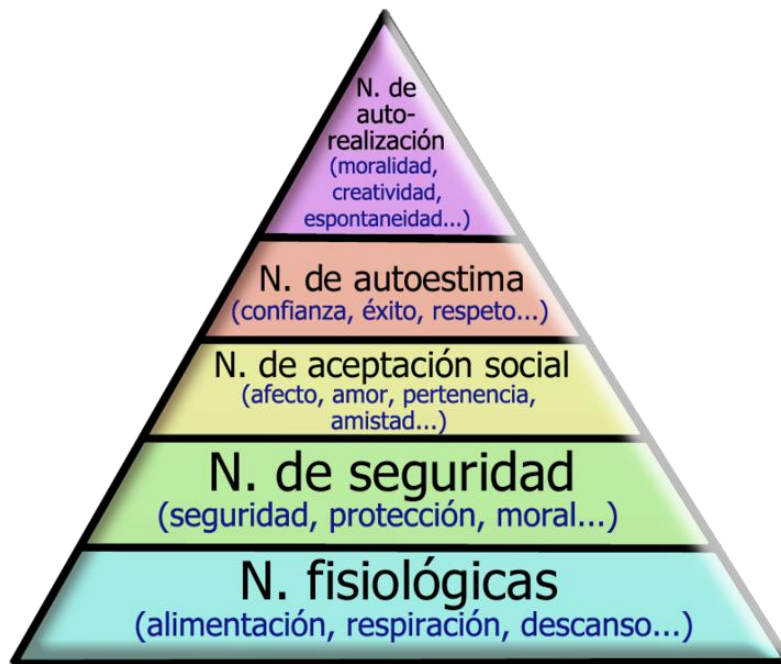 N. de
auto-
realización
(moralidad,
creatividad,
espontaneidad...)
N. de autoestima
(confianza, éxito, respeto...)
N. de aceptación social
(afecto, amor, pertenencia,
amistad...)
N. de seguridad
(seguridad, protección, moral...)
N. fisiológicas
(alimentación, respiración, descanso...)